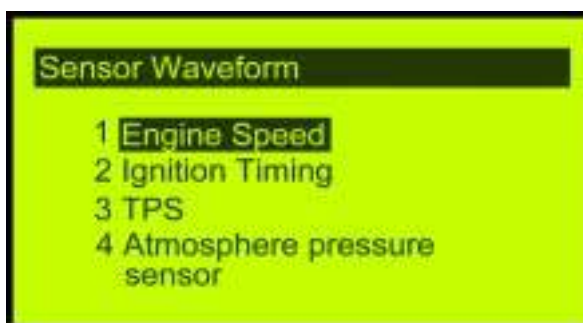 Sensor Waveform
1 Engine Speed
2 Ignition Timing
3 TPS
4 Atmosphere pressure
sensor